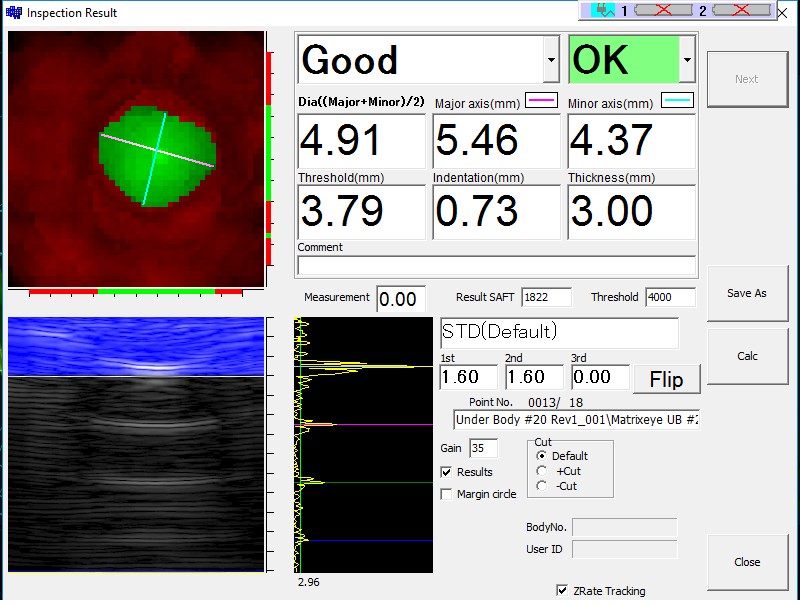 Inspection Result
1 2
Good OK
Dia((Major+Minor)/2) Major axis(mm) Minor axis(mm)
4.91 5.46 4.37
Threshold(mm) Indentation(mm) Thickness(mm)
3.79 0.73 3.00
Comment
Next
Measurement 0.00 Result SAFT 1822 Threshold 4000
Save As
STD(Default)
1st 2nd 3rd
1.60 1.60 0.00 Flip
Calc
Point No. 0013/ 18
Under Body #20 Rev1_001\Matrixeye UB #2
Gain 35
Cut
Default
+Cut
-Cut
Results
Margin circle
BodyNo.
User ID
Close
2.96
ZRate Tracking